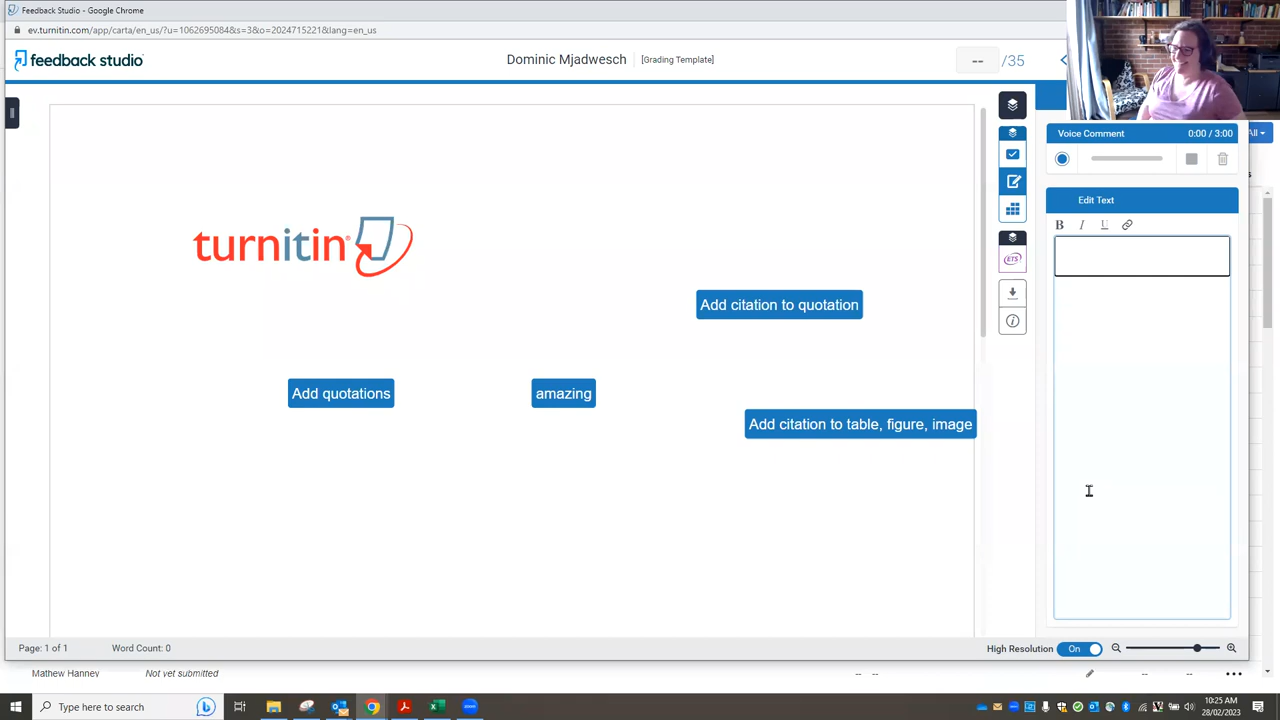 Feedback Studio - Google Chrome
ev.turnitin.com/app/carta/en_us/?u=1062695084&s=3&o=2024715221&lang=en_us
feedback studio
Dominic Mjadwesch
[Grading Template]
-- /35
Voice Comment 0:00 / 3:00
All
Edit Text
B I U
turnitin
ETS
Add citation to quotation
Add quotations
amazing
Add citation to table, figure, image
Page: 1 of 1
Word Count: 0
High Resolution On
Mathew Hanney
Not yet submitted
-- --
-- --
Type here to search
10:25 AM
28/02/2023